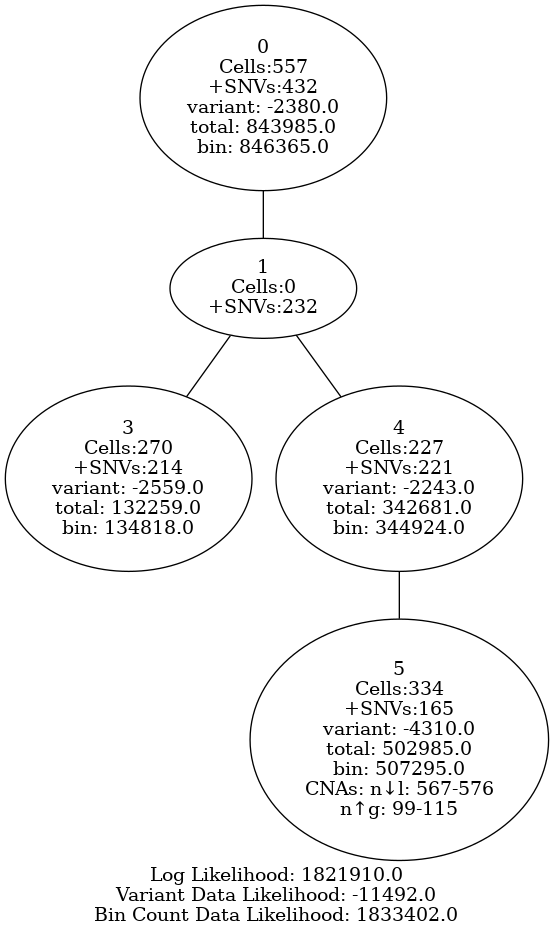 0
Cells:557
+SNVs:432
variant: -2380.0
total: 843985.0
bin: 846365.0
1
Cells:0
+SNVs:232
3
Cells:270
+SNVs:214
variant: -2559.0
total: 132259.0
bin: 134818.0
4
Cells:227
+SNVs:221
variant: -2243.0
total: 342681.0
bin: 344924.0
5
Cells:334
+SNVs:165
variant: -4310.0
total: 502985.0
bin: 507295.0
CNAs: n↓l: 567-576
n↑g: 99-115
Log Likelihood: 1821910.0
Variant Data Likelihood: -11492.0
Bin Count Data Likelihood: 1833402.0